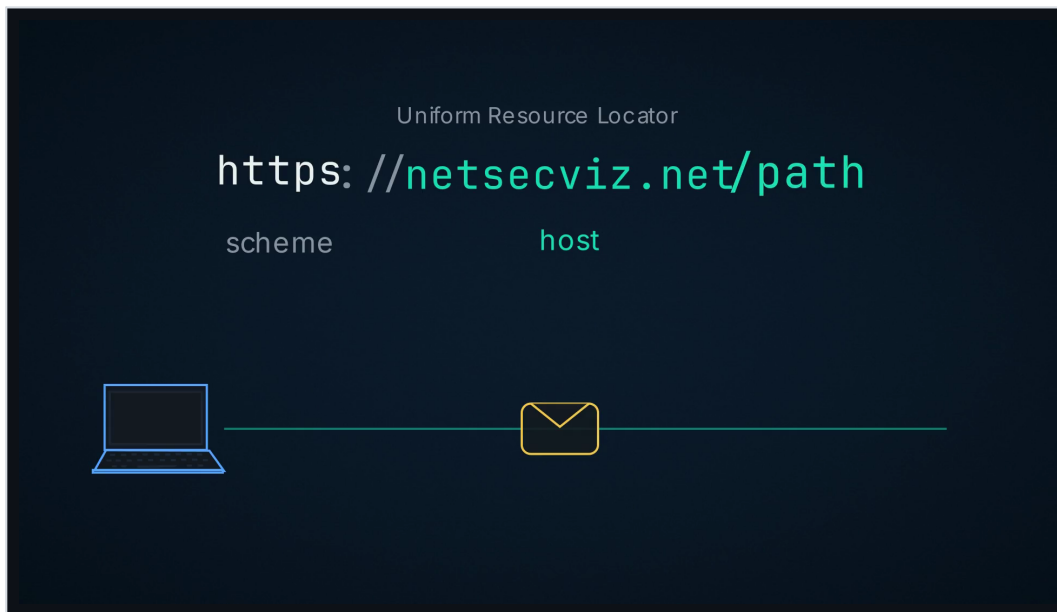 Uniform Resource Locator
https: //netsecviz.net/path
scheme host